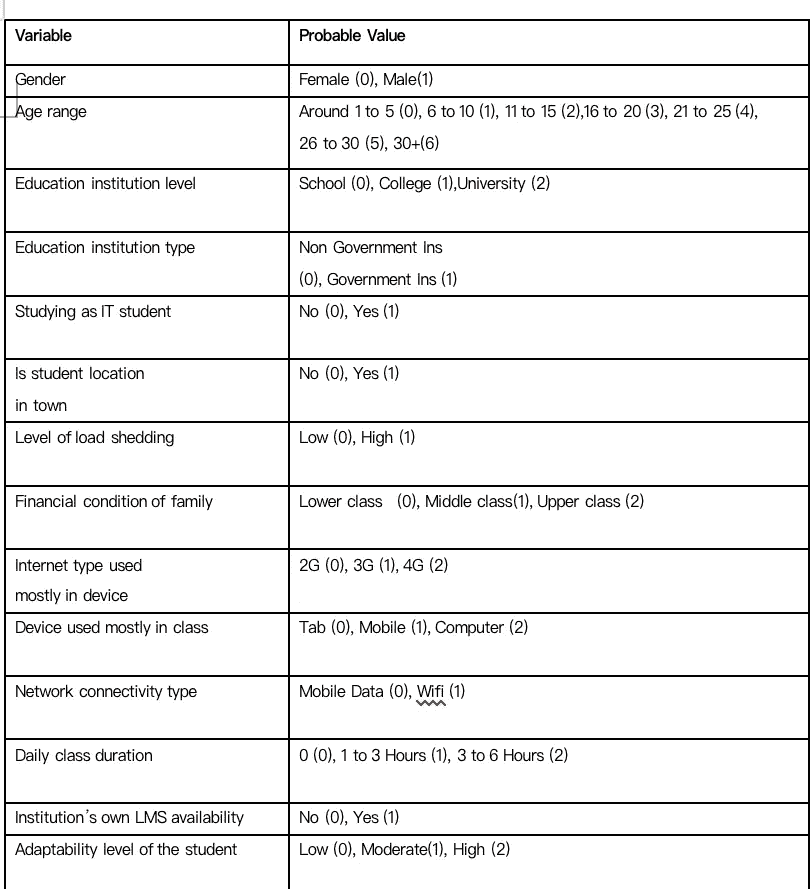 Variable Probable Value
Gender Female (0), Male(1)
Age range Around 1 to 5 (0), 6 to 10 (1), 11 to 15 (2),16 to 20 (3), 21 to 25 (4),
26 to 30 (5), 30+(6)
Education institution level School (0), College (1),University (2)
Education institution type Non Government Ins
(0), Government Ins (1)
Studying as IT student No (0), Yes (1)
Is student location No (0), Yes (1)
in town
Level of load shedding Low (0), High (1)
Financial condition of family Lower class (0), Middle class(1), Upper class (2)
Internet type used 2G (0), 3G (1), 4G (2)
mostly in device
Device used mostly in class Tab (0), Mobile (1), Computer (2)
Network connectivity type Mobile Data (0), Wifi (1)
Daily class duration 0 (0), 1 to 3 Hours (1), 3 to 6 Hours (2)
Institution's own LMS availability No (0), Yes (1)
Adaptability level of the student Low (0), Moderate(1), High (2)